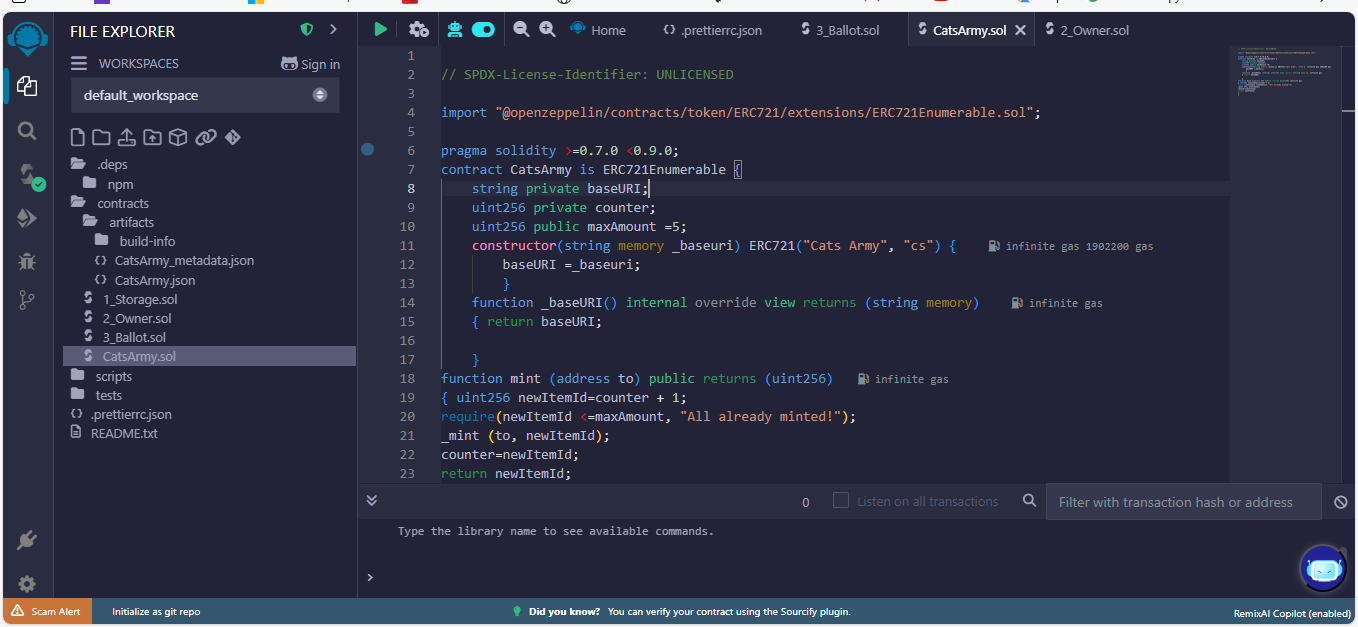 FILE EXPLORER
WORKSPACES
Sign in
default_workspace
.deps
npm
contracts
artifacts
build-info
CatsArmy_metadata.json
CatsArmy.json
1_Storage.sol
2_Owner.sol
3_Ballot.sol
CatsArmy.sol
scripts
tests
.prettierrc.json
README.txt
Home
.prettierrc.json
3_Ballot.sol
CatsArmy.sol
2_Owner.sol
1
2 // SPDX-License-Identifier: UNLICENSED
3
4 import "@openzeppelin/contracts/token/ERC721/extensions/ERC721Enumerable.sol";
5
6 pragma solidity >=0.7.0 <0.9.0;
7 contract CatsArmy is ERC721Enumerable {
8 string private baseURI;
9 uint256 private counter;
10 uint256 public maxAmount =5;
11 constructor(string memory _baseuri) ERC721("Cats Army", "cs") { infinite gas 1902200 gas
12 baseURI =_baseuri;
13 }
14 function _baseURI() internal override view returns (string memory) infinite gas
15 { return baseURI;
16
17 }
18 function mint (address to) public returns (uint256) infinite gas
19 { uint256 newItemId=counter + 1;
20 require(newItemId <=maxAmount, "All already minted!");
21 _mint (to, newItemId);
22 counter=newItemId;
23 return newItemId;
0
Listen on all transactions
Filter with transaction hash or address
Type the library name to see available commands.
>
Scam Alert
Initialize as git repo
Did you know? You can verify your contract using the Sourcify plugin.
RemixAI Copilot (enabled)